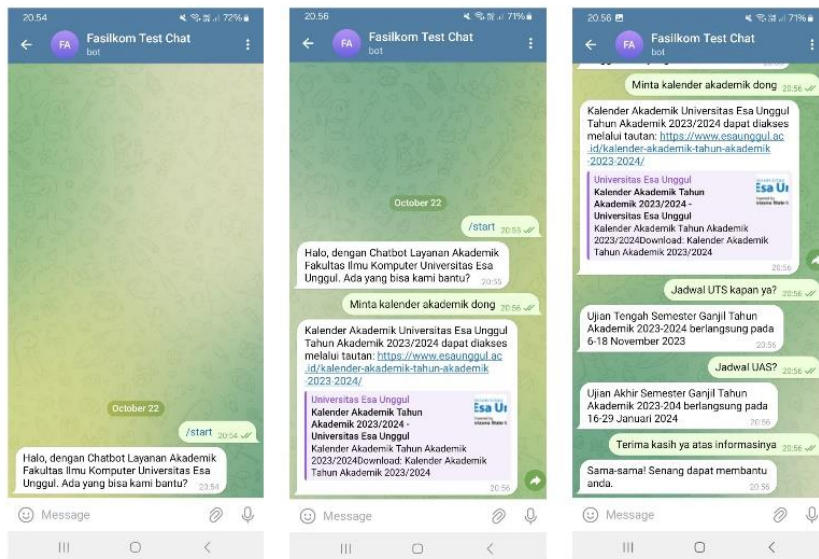 20.54
72%
FA
Fasilkom Test Chat
bot
October 22
/start 20:54
Halo, dengan Chatbot Layanan Akademik
Fakultas Ilmu Komputer Universitas Esa
Unggul. Ada yang bisa kami bantu? 20:54
Message
20.56
71%
FA
Fasilkom Test Chat
bot
October 22
/start 20:55
Halo, dengan Chatbot Layanan Akademik
Fakultas Ilmu Komputer Universitas Esa
Unggul. Ada yang bisa kami bantu? 20:55
Minta kalender akademik dong 20:56
Kalender Akademik Universitas Esa Unggul
Tahun Akademik 2023/2024 dapat diakses
melalui tautan: https://www.esaunggul.ac
.id/kalender-akademik-tahun-akademik
-2023-2024/
Universitas Esa Unggul
Kalender Akademik Tahun
Akademik 2023/2024 -
Universitas Esa Unggul
Kalender Akademik Tahun Akademik
2023/2024Download: Kalender Akademik
Tahun Akademik 2023/2024
Esa Un
20:56
Message
20.56
71%
FA
Fasilkom Test Chat
bot
Minta kalender akademik dong 20:56
Kalender Akademik Universitas Esa Unggul
Tahun Akademik 2023/2024 dapat diakses
melalui tautan: https://www.esaunggul.ac
.id/kalender-akademik-tahun-akademik
-2023-2024/
Universitas Esa Unggul
Kalender Akademik Tahun
Akademik 2023/2024 -
Universitas Esa Unggul
Kalender Akademik Tahun Akademik
2023/2024Download: Kalender Akademik
Tahun Akademik 2023/2024
Esa Un
20:56
Jadwal UTS kapan ya? 20:56
Ujian Tengah Semester Ganjil Tahun
Akademik 2023-2024 berlangsung pada
6-18 November 2023 20:56
Jadwal UAS? 20:56
Ujian Akhir Semester Ganjil Tahun
Akademik 2023-204 berlangsung pada
16-29 Januari 2024 20:56
Terima kasih ya atas informasinya 20:56
Sama-sama! Senang dapat membantu
anda. 20:56
Message